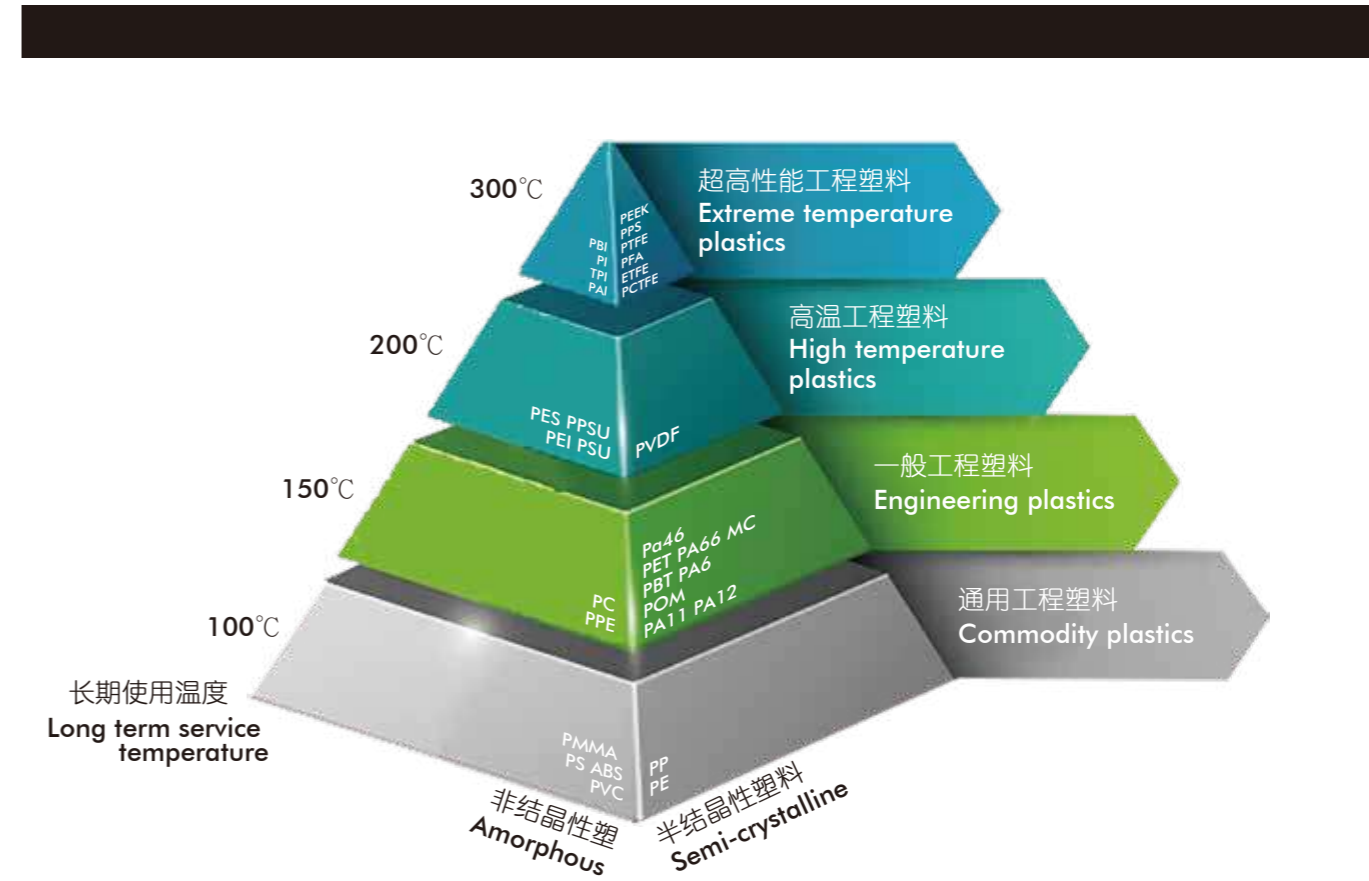 300℃
PBI
PI
TPI
PAI
PEEK
PPS
PTFE
PFA
ETFE
PCTFE
超高性能工程塑料
Extreme temperature
plastics
200℃
PES PPSU
PEI PSU
PVDF
高温工程塑料
High temperature
plastics
150℃
PC
PPE
Pa46
PET PA66 MC
PBT PA6
POM
PA11 PA12
一般工程塑料
Engineering plastics
100℃
PMMA
PS ABS
PVC
PP
PE
通用工程塑料
Commodity plastics
长期使用温度
Long term service
temperature
非结晶性塑
Amorphous
半结晶性塑料
Semi-crystalline